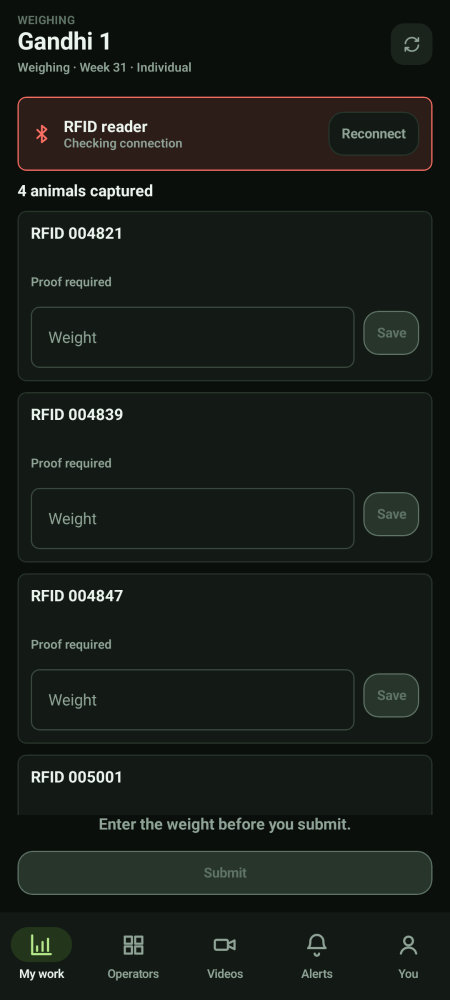 WEIGHING
Gandhi 1
Weighing · Week 31 · Individual
RFID reader
Checking connection
Reconnect
4 animals captured
RFID 004821
Proof required
Weight
Save
RFID 004839
Proof required
Weight
Save
RFID 004847
Proof required
Weight
Save
RFID 005001
Enter the weight before you submit.
Submit
My work
Operators
Videos
Alerts
You